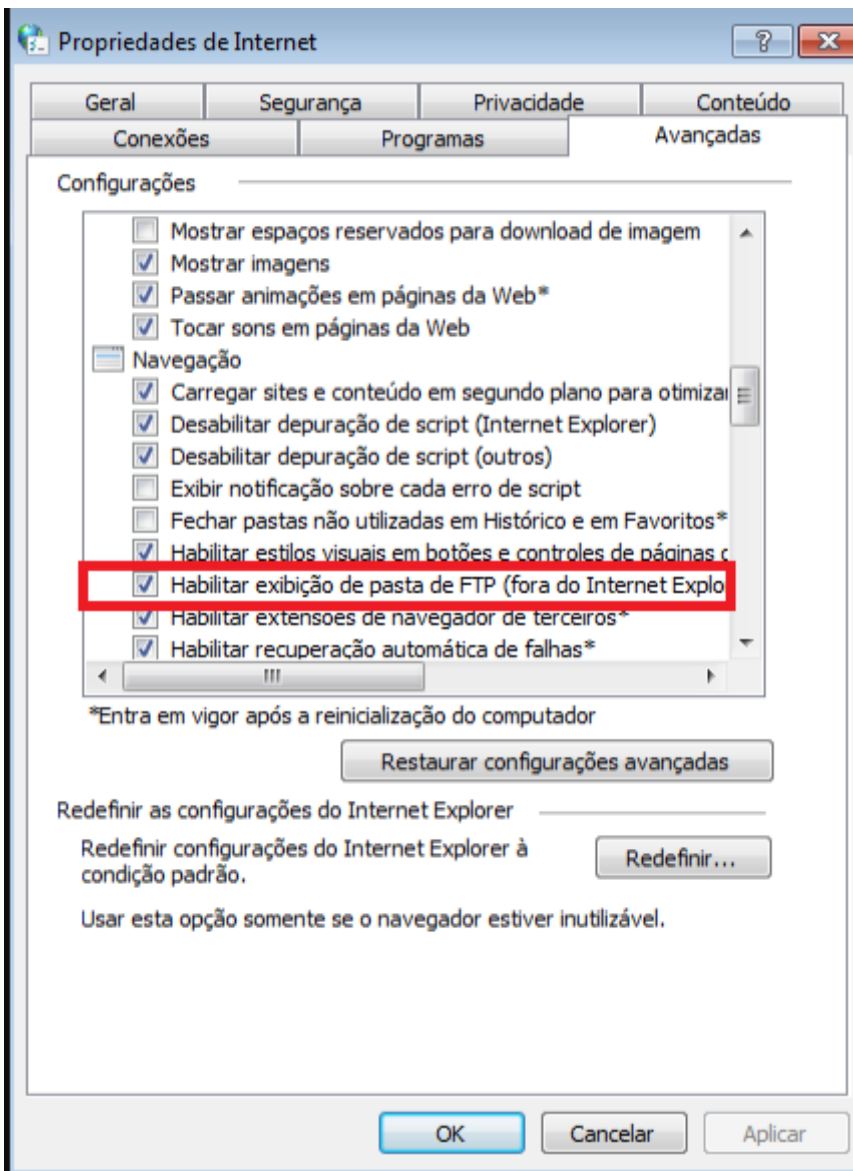 Propriedades de Internet
Geral Segurança Privacidade Conteúdo
Conexões Programas Avançadas
Configurações
Mostrar espaços reservados para download de imagem
Mostrar imagens
Passar animações em páginas da Web*
Tocar sons em páginas da Web
Navegação
Carregar sites e conteúdo em segundo plano para otimizar
Desabilitar depuração de script (Internet Explorer)
Desabilitar depuração de script (outros)
Exibir notificação sobre cada erro de script
Fechar pastas não utilizadas em Histórico e em Favoritos*
Habilitar estilos visuais em botões e controles de páginas
Habilitar exibição de pasta de FTP (fora do Internet Explo
Habilitar extensões de navegador de terceiros*
Habilitar recuperação automática de falhas*
*Entra em vigor após a reinicialização do computador
Restaurar configurações avançadas
Redefinir as configurações do Internet Explorer
Redefinir configurações do Internet Explorer à
condição padrão.
Redefinir...
Usar esta opção somente se o navegador estiver inutilizável.
OK Cancelar Aplicar